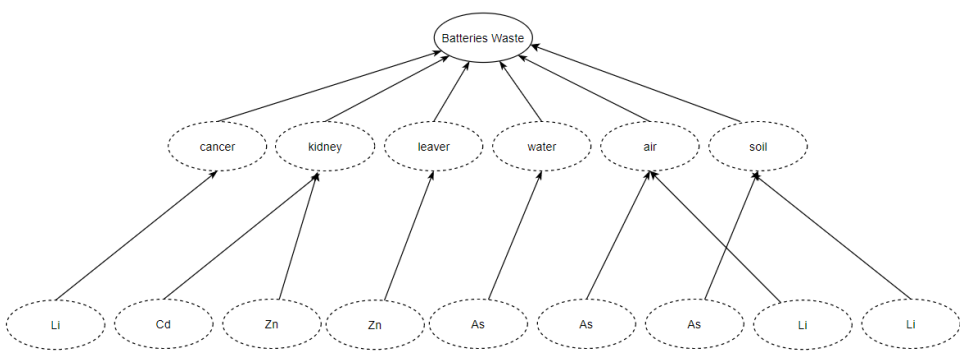 Batteries Waste
cancer
kidney
leaver
water
air
soil
Li
Cd
Zn
Zn
As
As
As
Li
Li